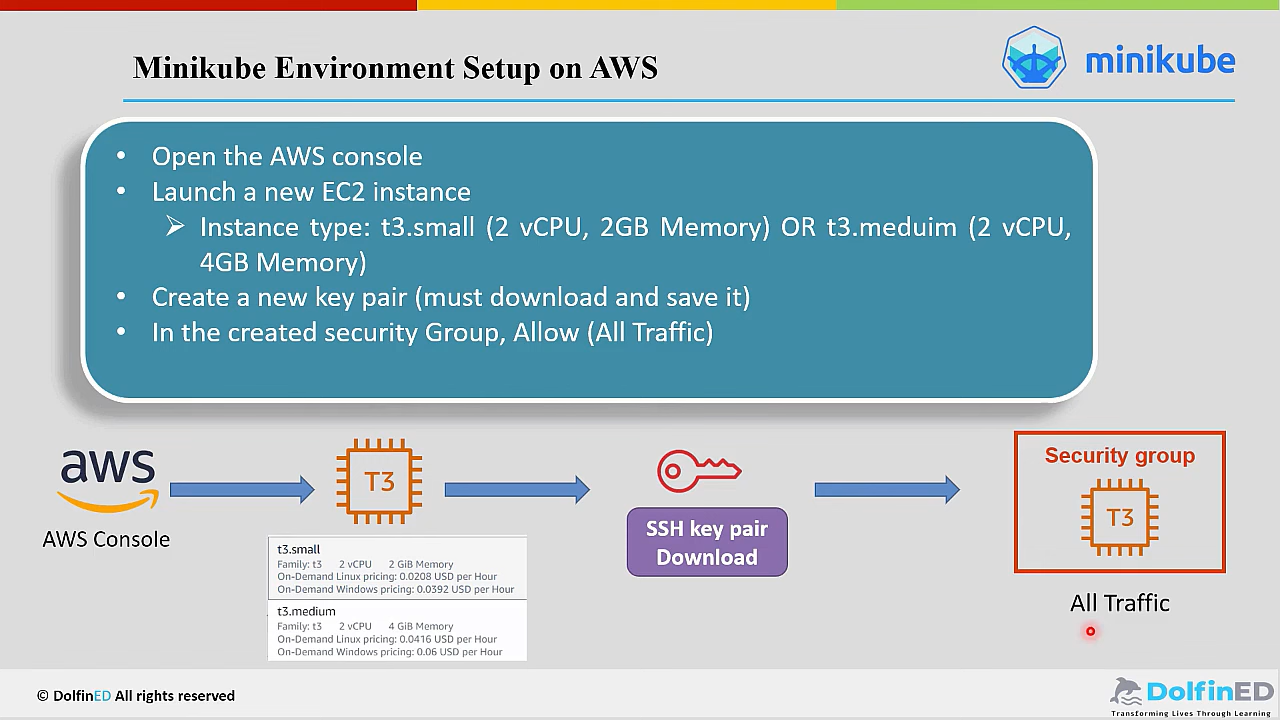 Minikube Environment Setup on AWS
minikube
• Open the AWS console
• Launch a new EC2 instance
➢ Instance type: t3.small (2 vCPU, 2GB Memory) OR t3.meduim (2 vCPU,
4GB Memory)
• Create a new key pair (must download and save it)
• In the created security Group, Allow (All Traffic)
aws
AWS Console
T3
t3.small
Family: t3 2 vCPU 2 GiB Memory
On-Demand Linux pricing: 0.0208 USD per Hour
On-Demand Windows pricing: 0.0392 USD per Hour
t3.medium
Family: t3 2 vCPU 4 GiB Memory
On-Demand Linux pricing: 0.0416 USD per Hour
On-Demand Windows pricing: 0.06 USD per Hour
SSH key pair
Download
Security group
T3
All Traffic
© DolfinED All rights reserved
DolfinED
Transforming Lives Through Learning